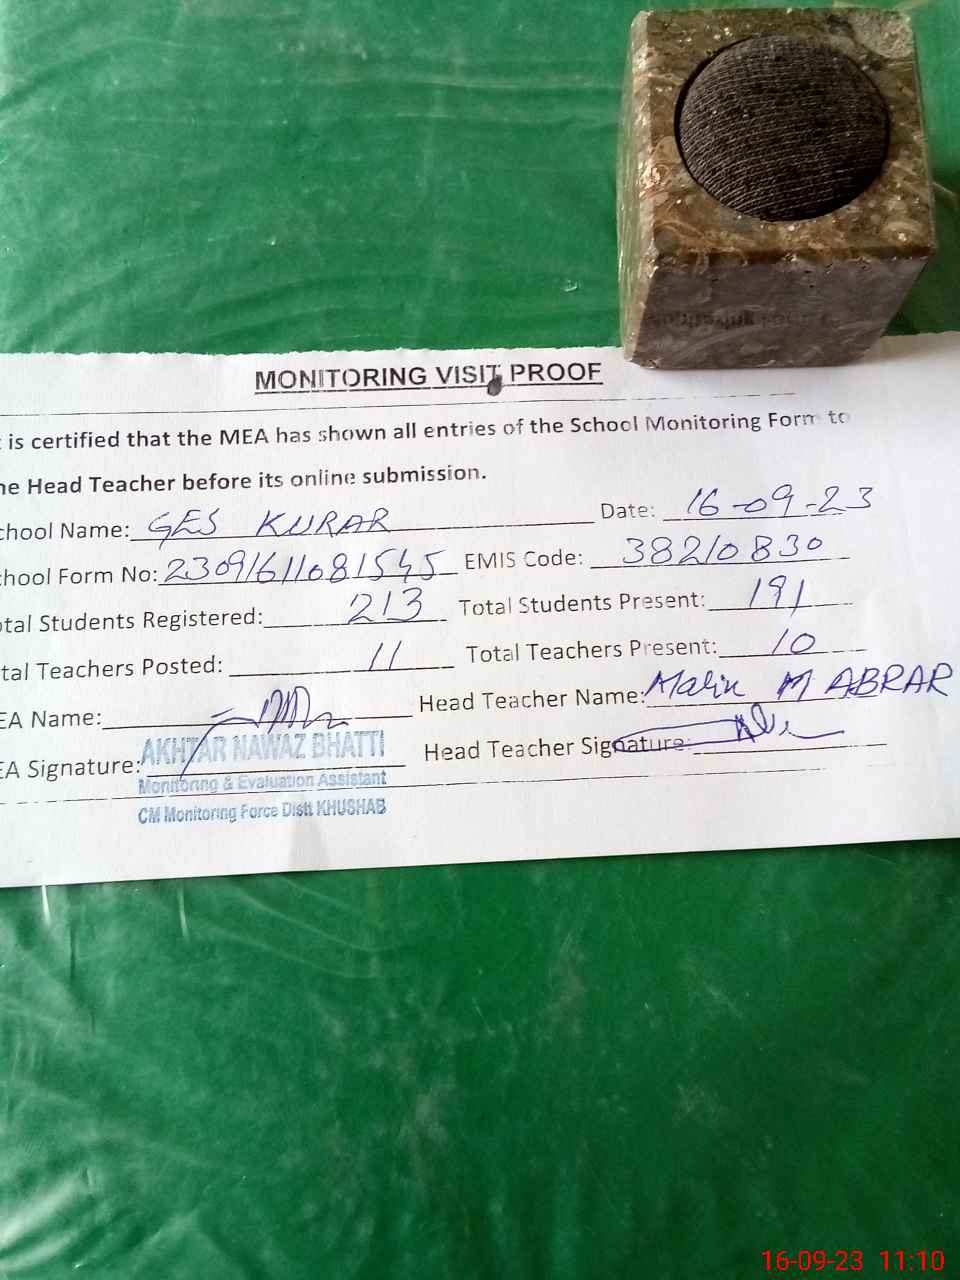 MONITORING VISIT PROOF
is certified that the MEA has shown all entries of the School Monitoring Form to
he Head Teacher before its online submission.
chool Name: GES KURAR Date: 16-09-23
chool Form No: 23091611081545 EMIS Code: 38210830
otal Students Registered: 213 Total Students Present: 191
tal Teachers Posted: 11 Total Teachers Present: 10
EA Name: Head Teacher Name: Malik M ABRAR
EA Signature: Head Teacher Signature:
AKHTAR NAWAZ BHATTI
Monitoring & Evaluation Assistant
CM Monitoring Force Distt KHUSHAB
16-09-23 11:10